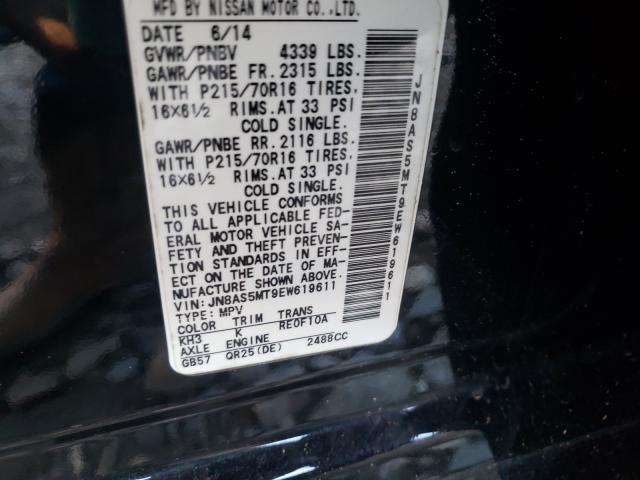 MFD BY NISSAN MOTOR CO.,LTD.
DATE 6/14
GVWR/PNBV 4339 LBS.
GAWR/PNBE FR. 2315 LBS.
WITH P215/70R16 TIRES.
16X6½ RIMS.AT 33 PSI
COLD SINGLE.
GAWR/PNBE RR. 2116 LBS.
WITH P215/70R16 TIRES.
16X6½ RIMS.AT 33 PSI
COLD SINGLE.
THIS VEHICLE CONFORMS
TO ALL APPLICABLE FED-
ERAL MOTOR VEHICLE SA-
FETY AND THEFT PREVEN-
TION STANDARDS IN EFF-
ECT ON THE DATE OF MA-
NUFACTURE SHOWN ABOVE.
VIN: JN8AS5MT9EW619611
TYPE: MPV
COLOR TRIM TRANS
KH3 K RE0F10A
AXLE ENGINE
GB57 QR25(DE) 2488CC
JN8AS5MT9EW619611